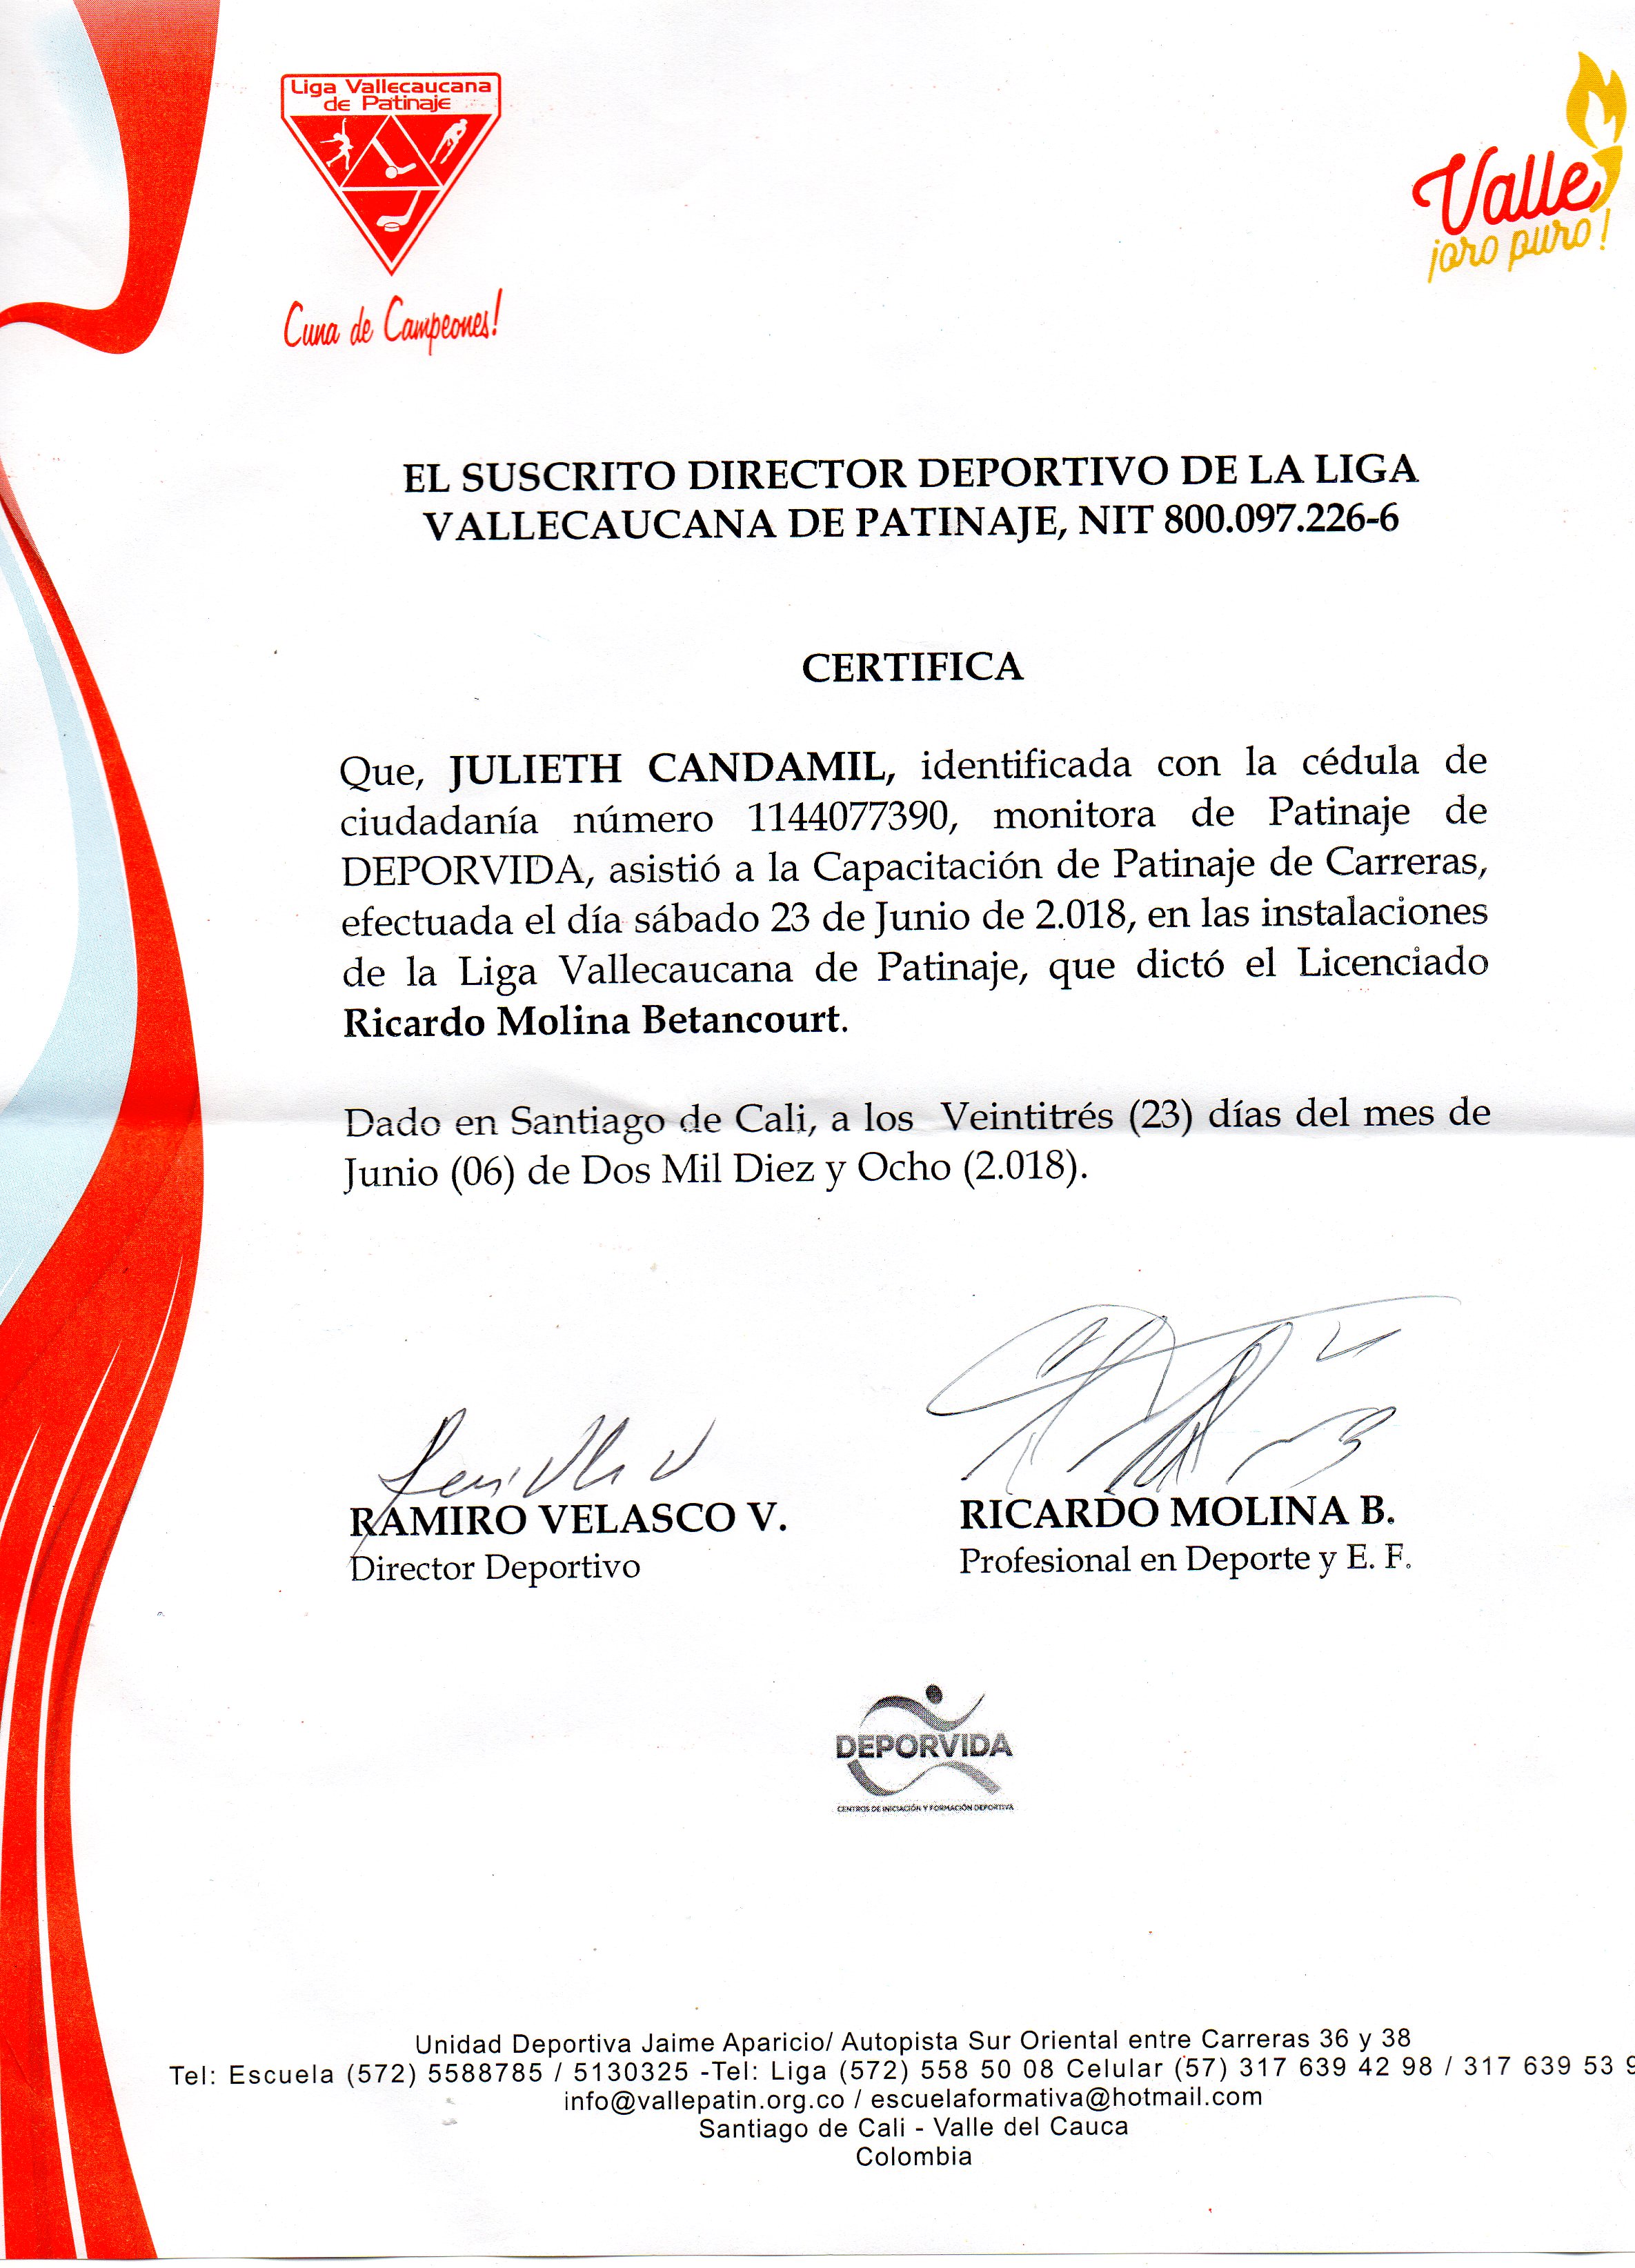 Liga Vallecaucana
de Patinaje
Cuna de Campeones!
Valle
¡oro puro!
EL SUSCRITO DIRECTOR DEPORTIVO DE LA LIGA
VALLECAUCANA DE PATINAJE, NIT 800.097.226-6
CERTIFICA
Que, JULIETH CANDAMIL, identificada con la cédula de
ciudadanía número 1144077390, monitora de Patinaje de
DEPORVIDA, asistió a la Capacitación de Patinaje de Carreras,
efectuada el día sábado 23 de Junio de 2.018, en las instalaciones
de la Liga Vallecaucana de Patinaje, que dictó el Licenciado
Ricardo Molina Betancourt.
Dado en Santiago de Cali, a los Veintitrés (23) días del mes de
Junio (06) de Dos Mil Diez y Ocho (2.018).
RAMIRO VELASCO V.
Director Deportivo
RICARDO MOLINA B.
Profesional en Deporte y E. F.
DEPORVIDA
CENTROS DE INICIACIÓN Y FORMACIÓN DEPORTIVA
Unidad Deportiva Jaime Aparicio/ Autopista Sur Oriental entre Carreras 36 y 38
Tel: Escuela (572) 5588785 / 5130325 -Tel: Liga (572) 558 50 08 Celular (57) 317 639 42 98 / 317 639 53 9
info@vallepatin.org.co / escuelaformativa@hotmail.com
Santiago de Cali - Valle del Cauca
Colombia